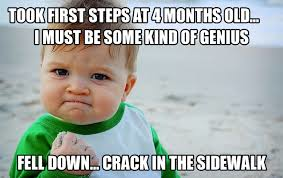 TOOK FIRST STEPS AT 4 MONTHS OLD...
I MUST BE SOME KIND OF GENIUS
FELL DOWN... CRACK IN THE SIDEWALK